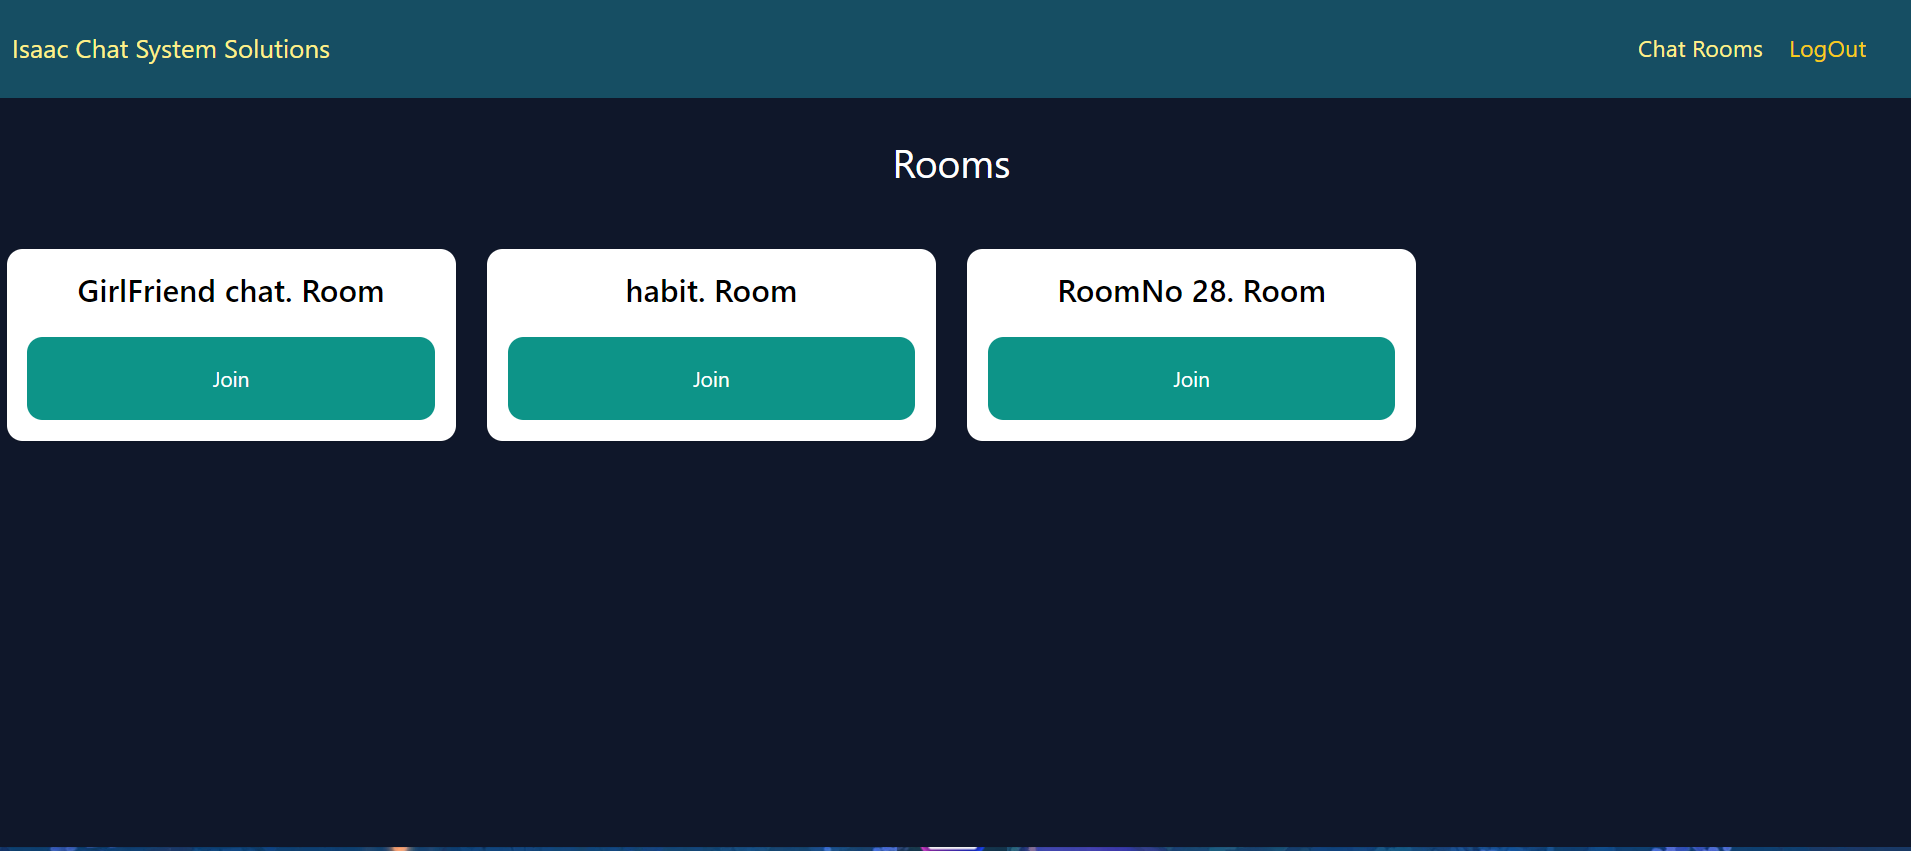 Isaac Chat System Solutions
Chat Rooms
LogOut
Rooms
GirlFriend chat. Room
Join
habit. Room
Join
RoomNo 28. Room
Join